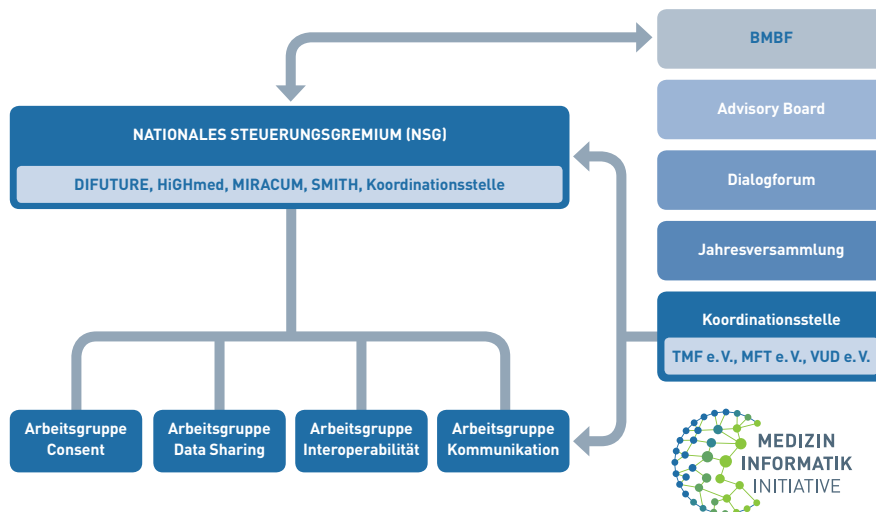 BMBF
NATIONALES STEUERUNGSGREMIUM (NSG)
DIFUTURE, HiGHmed, MIRACUM, SMITH, Koordinationsstelle
Advisory Board
Dialogforum
Jahresversammlung
Koordinationsstelle
TMF e. V., MFT e. V., VUD e. V.
Arbeitsgruppe
Consent
Arbeitsgruppe
Data Sharing
Arbeitsgruppe
Interoperabilität
Arbeitsgruppe
Kommunikation
MEDIZIN
INFORMATIK
INITIATIVE